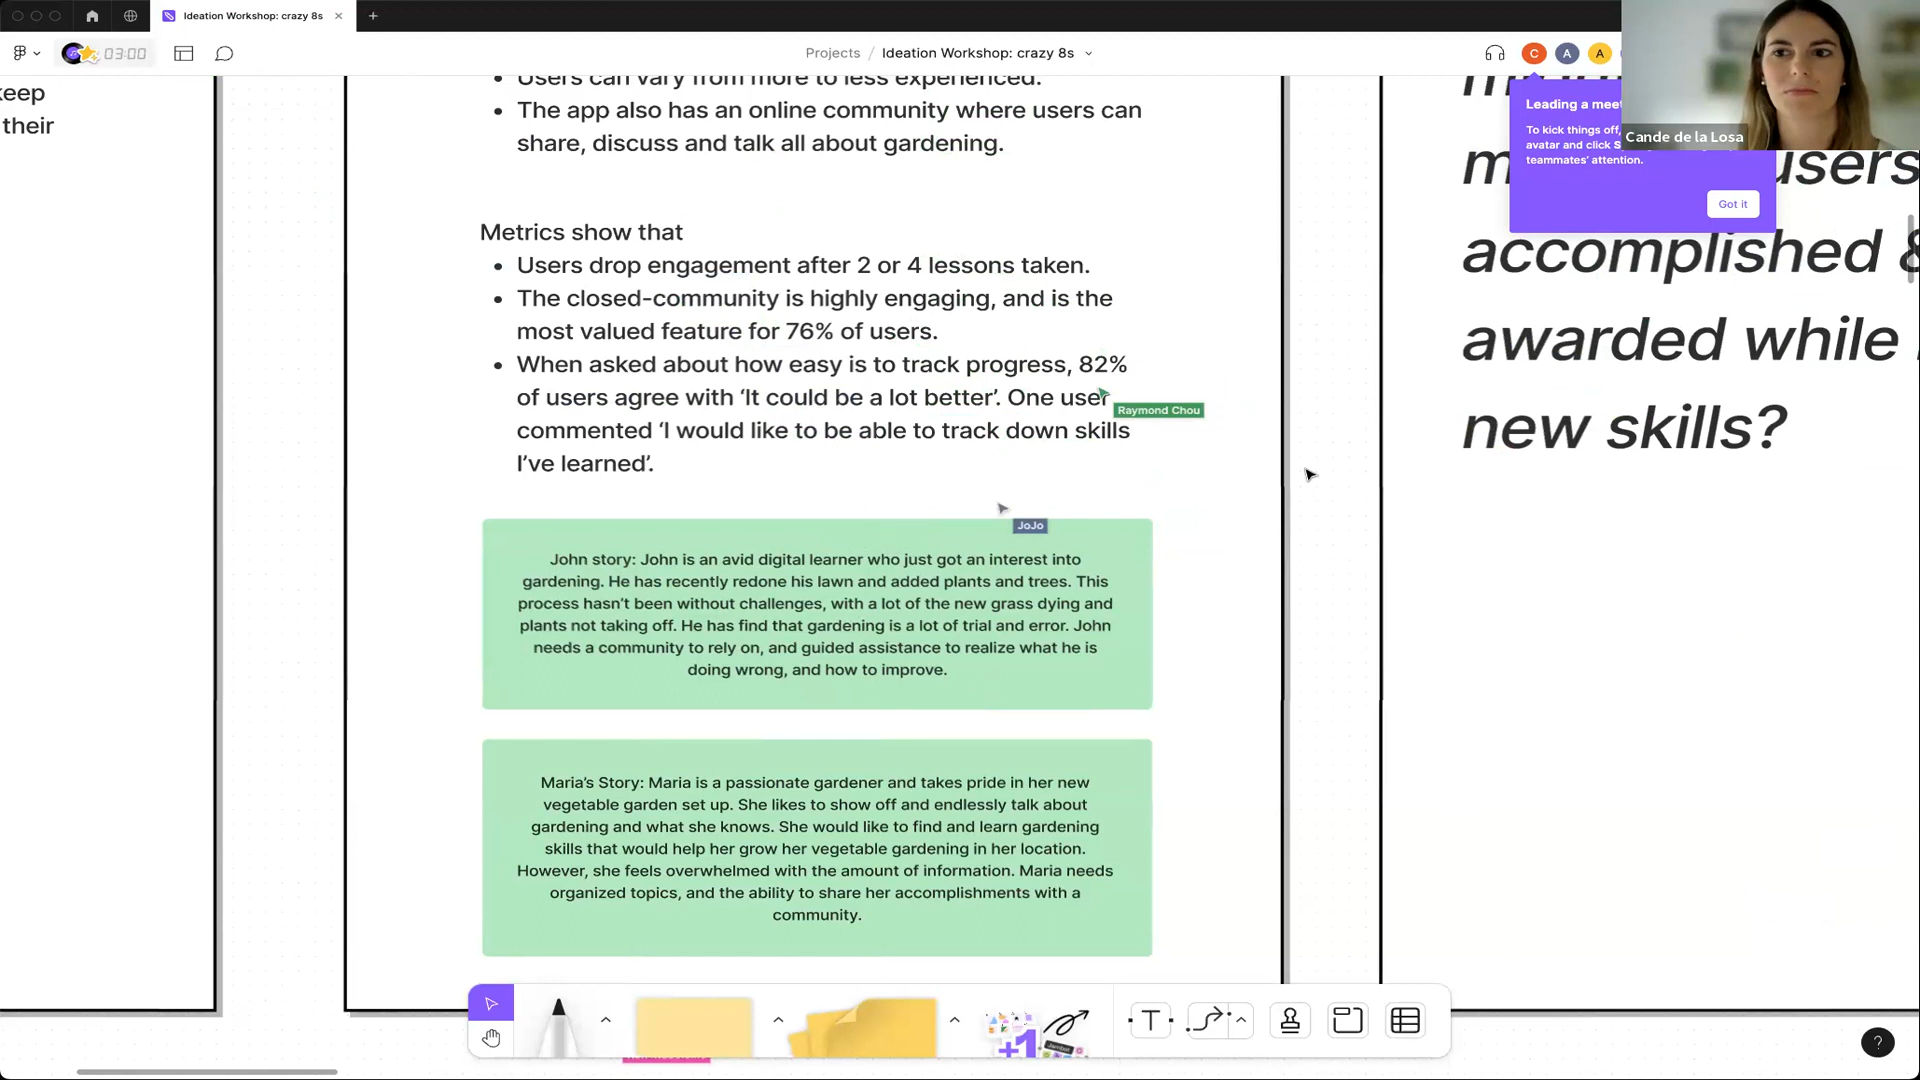 Ideation Workshop: crazy 8s
03:00
Projects / Ideation Workshop: crazy 8s
C A A
Cande de la Losa
Leading a meet
To kick things off,
avatar and click S
teammates' attention.
Got it
keep
their
Users can vary from more to less experienced.
The app also has an online community where users can
share, discuss and talk all about gardening.
Metrics show that
Users drop engagement after 2 or 4 lessons taken.
The closed-community is highly engaging, and is the
most valued feature for 76% of users.
When asked about how easy is to track progress, 82%
of users agree with ‘It could be a lot better’. One user
commented ‘I would like to be able to track down skills
I’ve learned’.
Raymond Chou
JoJo
John story: John is an avid digital learner who just got an interest into
gardening. He has recently redone his lawn and added plants and trees. This
process hasn’t been without challenges, with a lot of the new grass dying and
plants not taking off. He has find that gardening is a lot of trial and error. John
needs a community to rely on, and guided assistance to realize what he is
doing wrong, and how to improve.
Maria’s Story: Maria is a passionate gardener and takes pride in her new
vegetable garden set up. She likes to show off and endlessly talk about
gardening and what she knows. She would like to find and learn gardening
skills that would help her grow her vegetable gardening in her location.
However, she feels overwhelmed with the amount of information. Maria needs
organized topics, and the ability to share her accomplishments with a
community.
users
accomplished &
awarded while
new skills?
+1
T
?